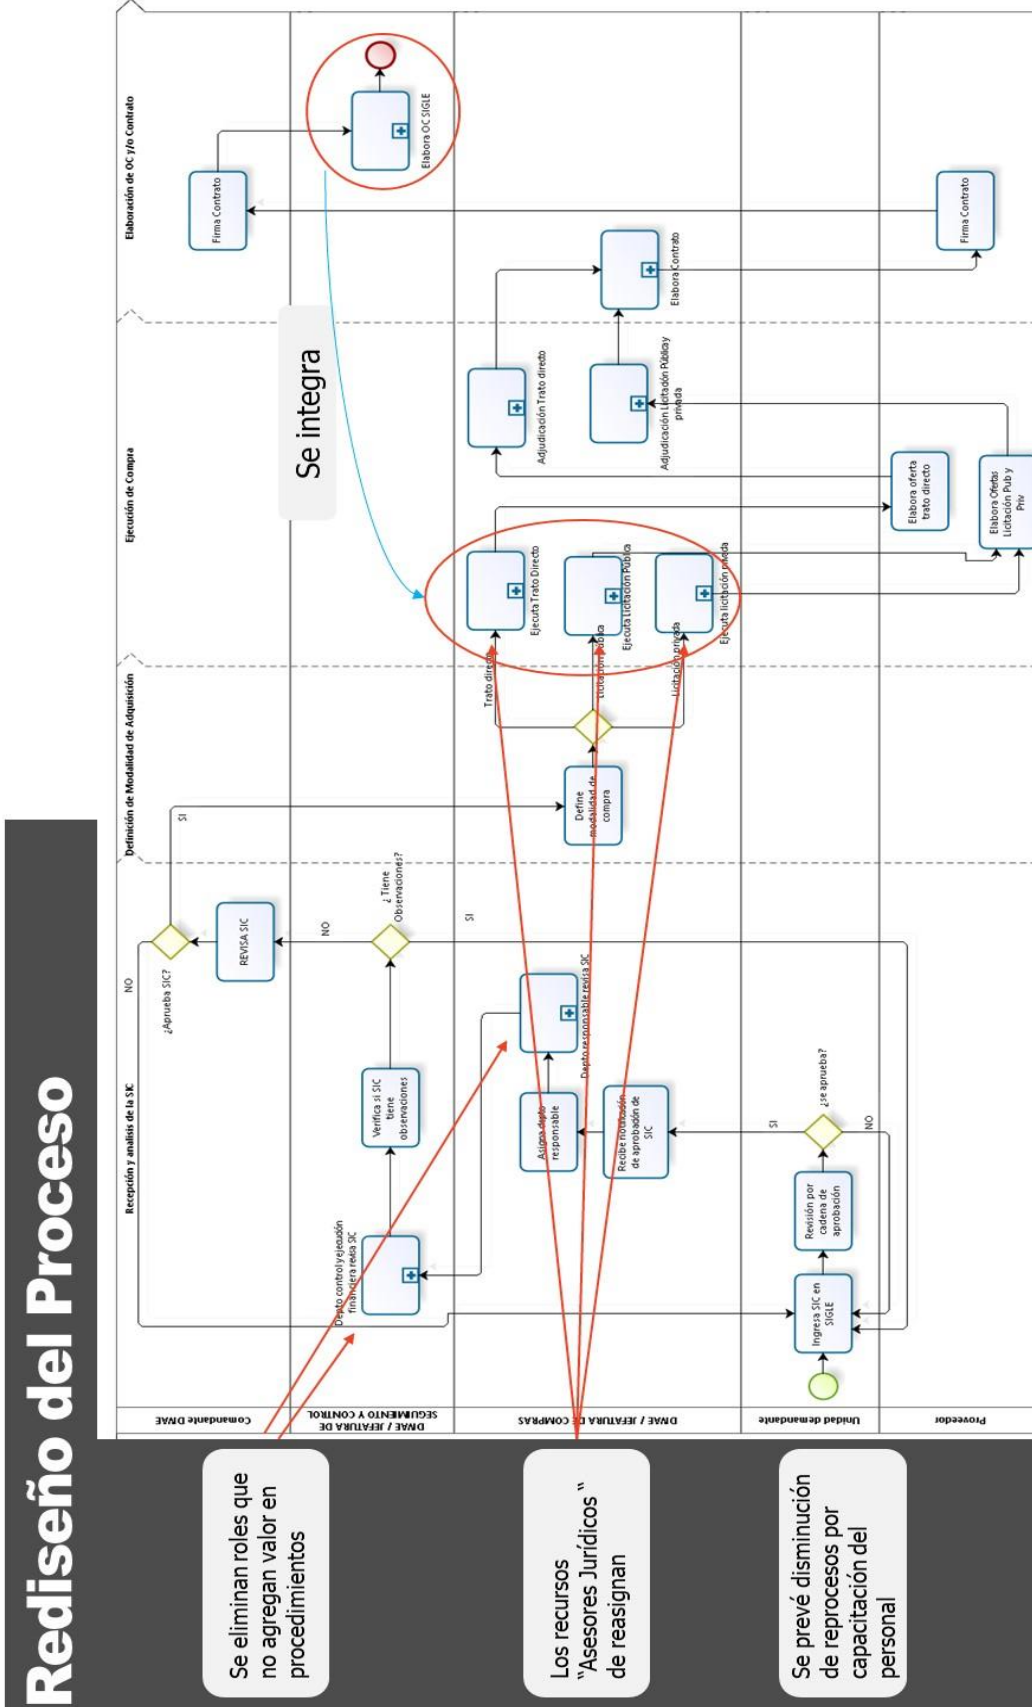 Rediseño del Proceso
Se eliminan roles que
no agregan valor en
procedimientos
Los recursos
“Asesores Jurídicos “
de reasignan
Se prevé disminución
de reprocesos por
capacitación del
personal
Recepción y analisis de la SIC
Definición de Modalidad de Adquisición
Ejecución de Compra
Elaboración de OC y/o Contrato
Comandante DIVAE
NO
¿Aprueba SIC?
SI
REVISA SIC
Firma Contrato
DIVAE / JEFATURA DE
SEGUIMIENTO Y CONTROL
Depto control y ejecución
financiera revisa SIC
Verifica si SIC
tiene
observaciones
NO
¿ Tiene
Observaciones?
Se integra
Elabora OC SIGLE
DIVAE / JEFATURA DE COMPRAS
SI
Asigna depto
responsable
Depto responsable revisa SIC
Recibe notificación
de aprobación de
SIC
Define
modalidad de
compra
Trato directo
Licitación pública
Licitación privada
Ejecuta Trato Directo
Ejecuta Licitación Pública
Ejecuta licitación privada
Adjudicación Trato directo
Adjudicación Licitación Pública y
privada
Elabora Contrato
Unidad demandante
Ingresa SIC en
SIGLE
Revisión por
cadena de
aprobación
¿se aprueba?
SI
NO
Proveedor
Elabora oferta
trato directo
Elabora Ofertas
Licitación Pub y
Priv
Firma Contrato